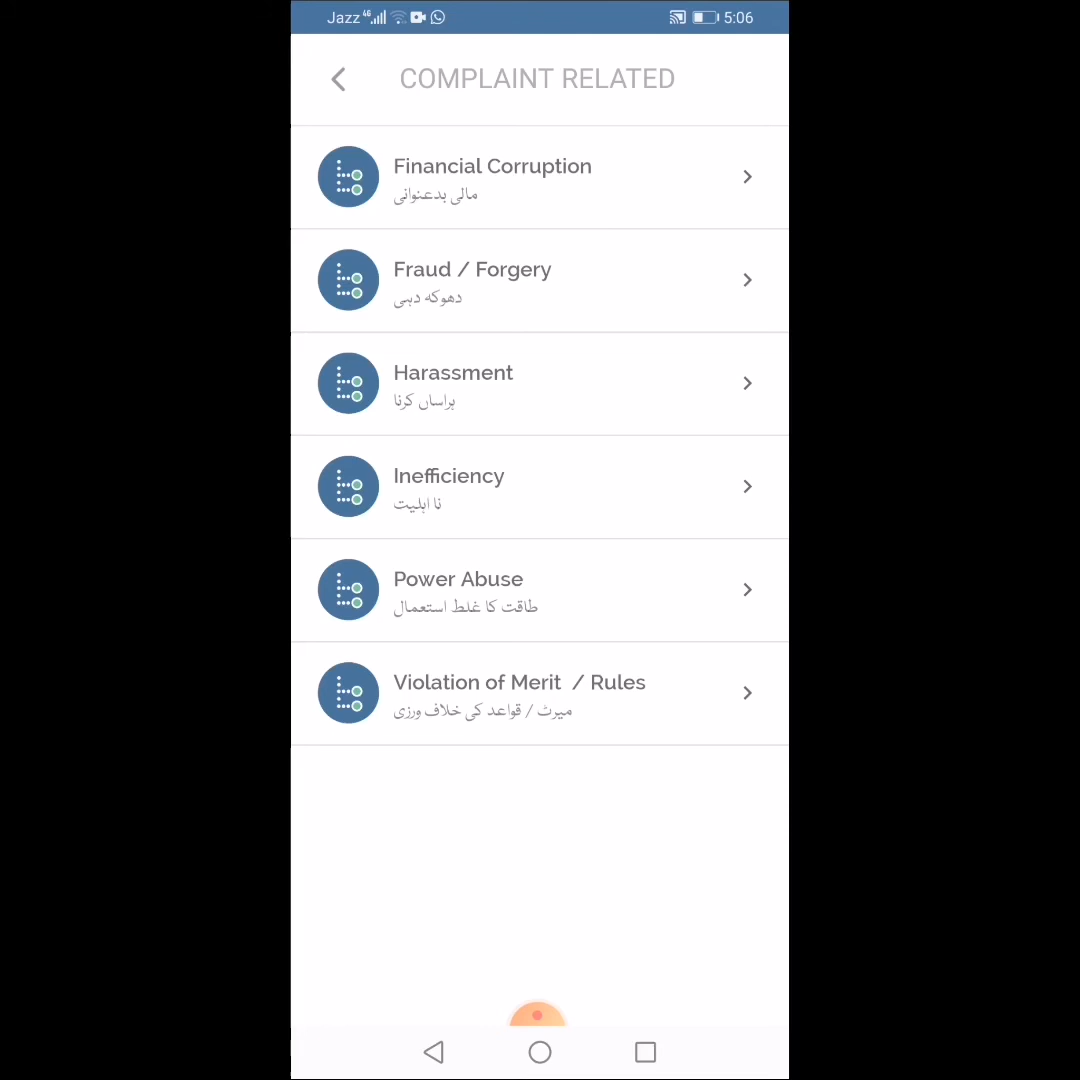 Jazz 4G 5:06
COMPLAINT RELATED
Financial Corruption
مالی بدعنوانی
Fraud / Forgery
دھوکہ دہی
Harassment
ہراساں کرنا
Inefficiency
نا اہلیت
Power Abuse
طاقت کا غلط استعمال
Violation of Merit / Rules
میرٹ / قواعد کی خلاف ورزی